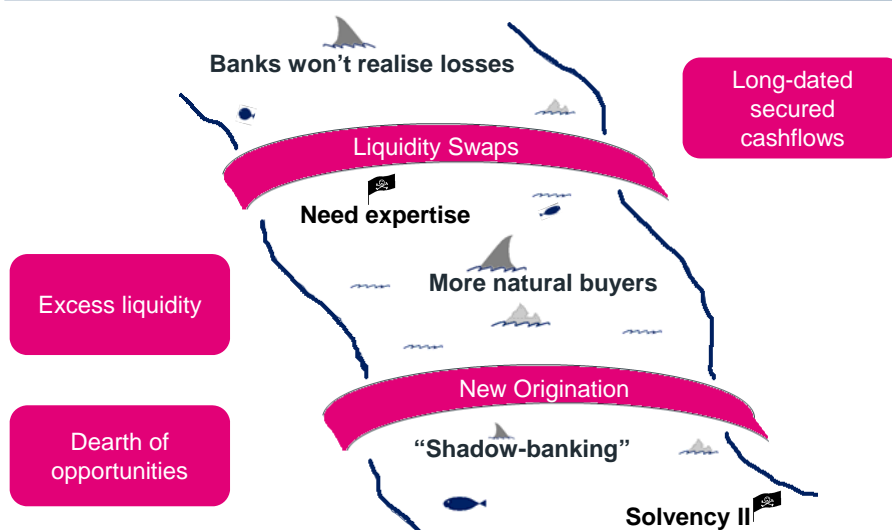 Banks won’t realise losses
Long-dated
secured
cashflows
Liquidity Swaps
Need expertise
More natural buyers
Excess liquidity
New Origination
Dearth of
opportunities
“Shadow-banking”
Solvency II